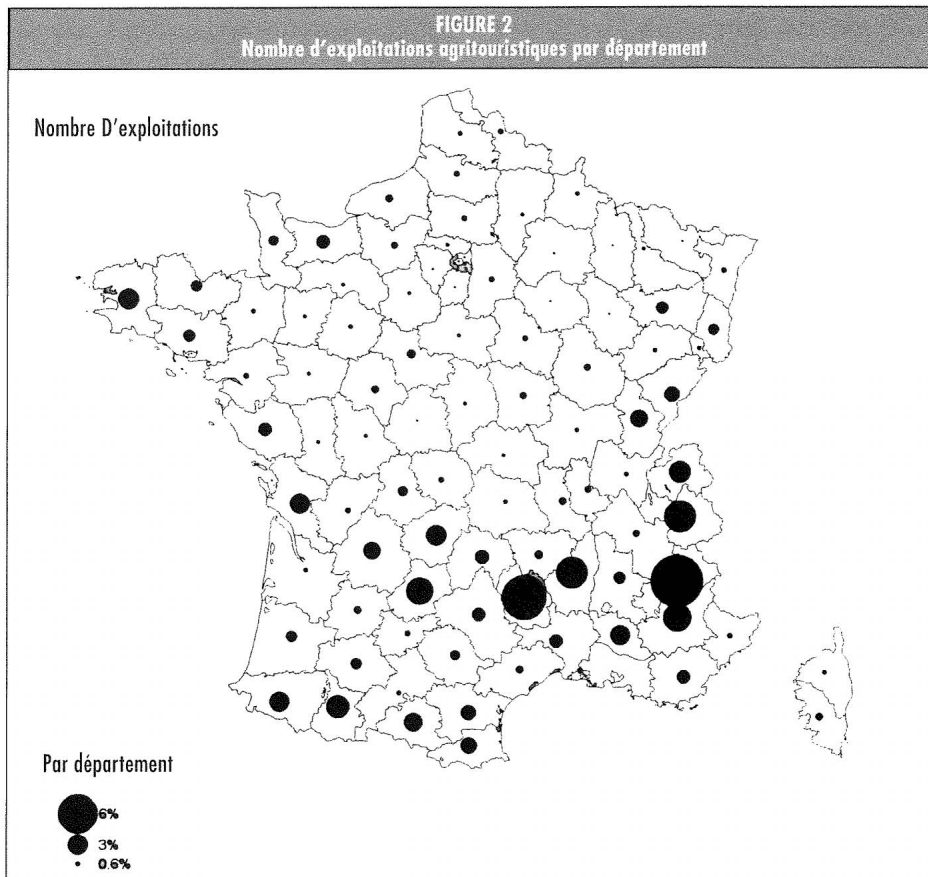 FIGURE 2
Nombre d'exploitations agritouristiques par département
Nombre D'exploitations
Par département
6%
3%
0.6%